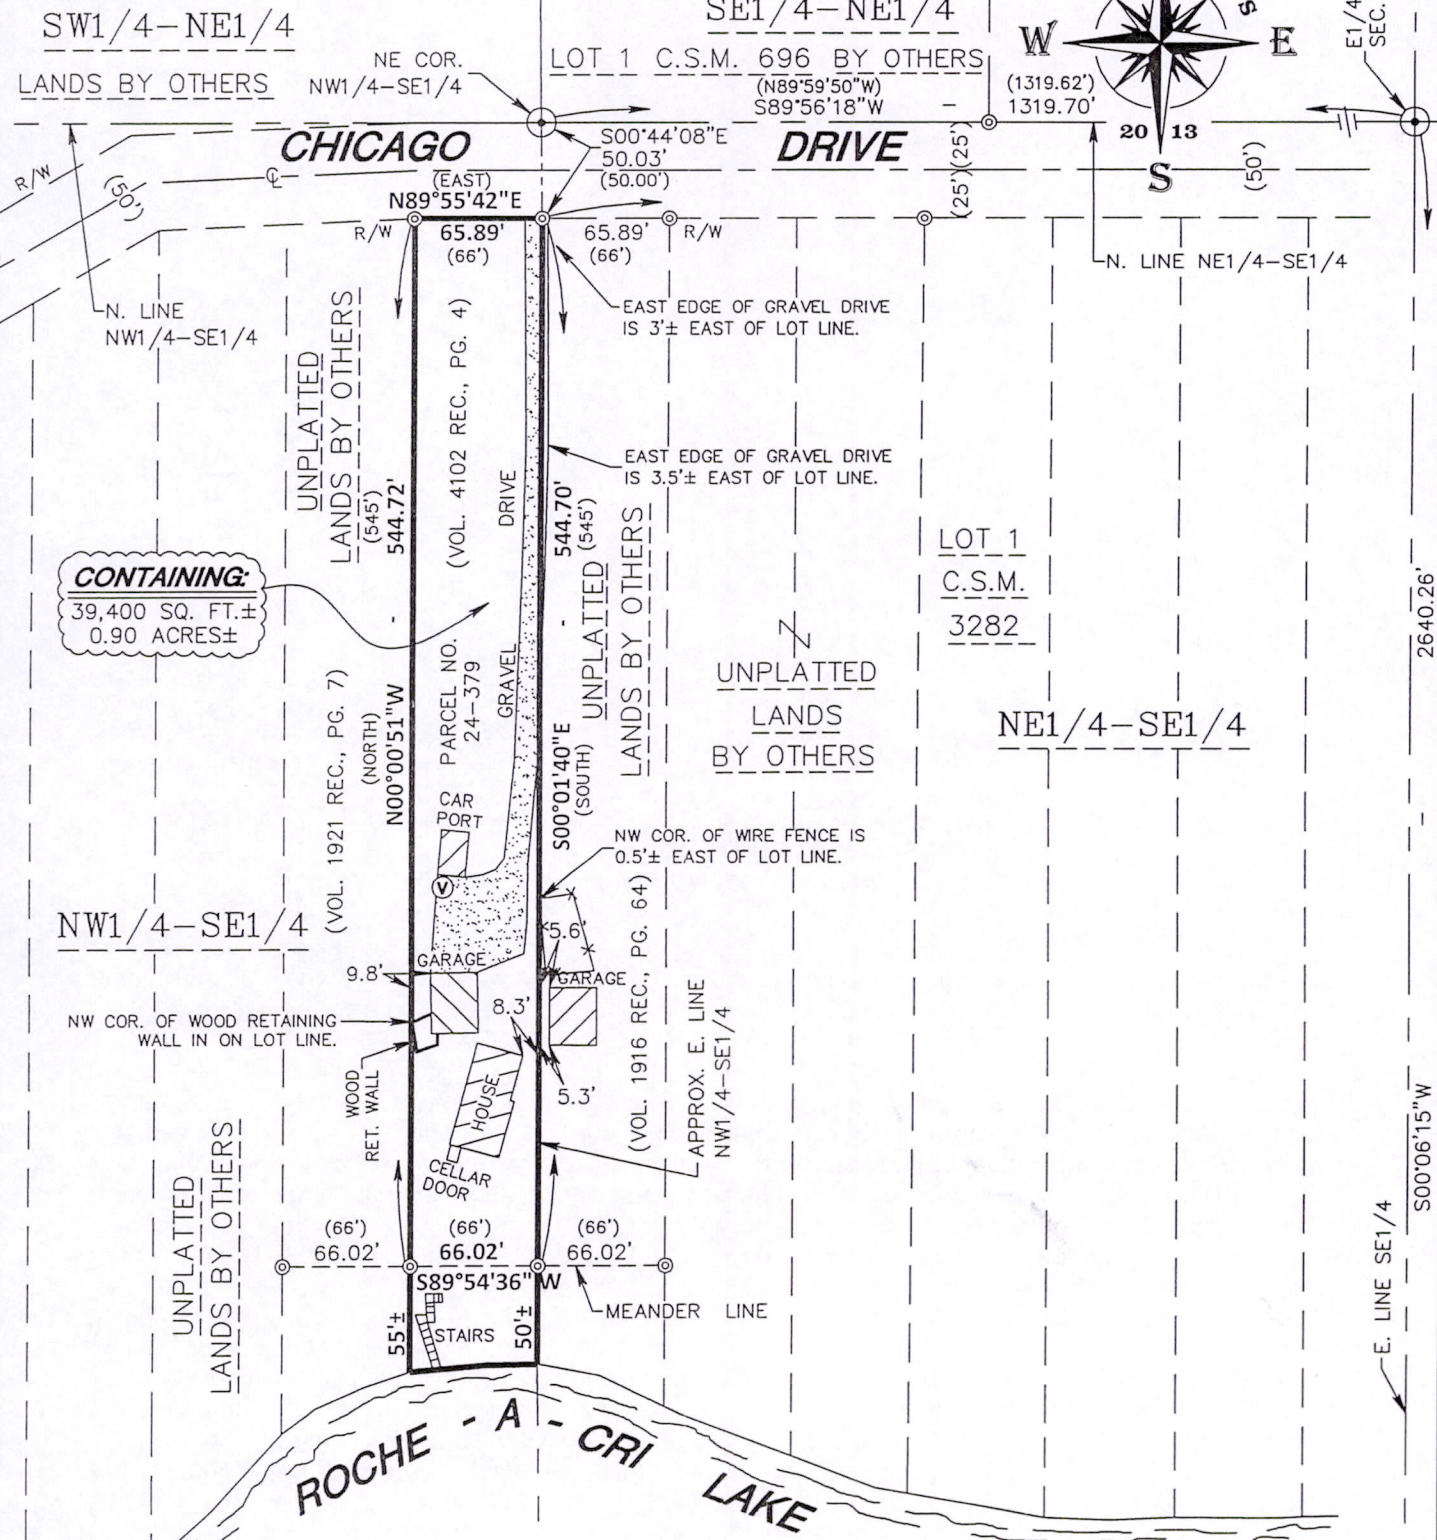 SW1/4-NE1/4
LANDS BY OTHERS
NE COR.
NW1/4-SE1/4
SE1/4-NE1/4
LOT 1 C.S.M. 696 BY OTHERS
(N89°59'50"W)
S89°56'18"W -
(1319.62')
1319.70'
W
E
20 13
S
S
E1/4
SEC.
CHICAGO DRIVE
S00°44'08"E
50.03'
(50.00')
(25')
(25')
(50')
R/W
(50')
℄
(EAST)
N89°55'42"E
R/W
65.89'
(66')
65.89'
(66')
R/W
N. LINE NE1/4-SE1/4
N. LINE
NW1/4-SE1/4
EAST EDGE OF GRAVEL DRIVE
IS 3'± EAST OF LOT LINE.
EAST EDGE OF GRAVEL DRIVE
IS 3.5'± EAST OF LOT LINE.
UNPLATTED
LANDS BY OTHERS
(VOL. 4102 REC., PG. 4)
N00°00'51"W - 544.72'
(NORTH)
(545')
S00°01'40"E - 544.70'
(SOUTH)
(545')
GRAVEL DRIVE
UNPLATTED
LANDS BY OTHERS
CONTAINING:
39,400 SQ. FT.±
0.90 ACRES±
PARCEL NO.
24-379
LOT 1
C.S.M.
3282
UNPLATTED
LANDS
BY OTHERS
NE1/4-SE1/4
2640.26'
-
S00°06'15"W
(VOL. 1921 REC., PG. 7)
CAR
PORT
V
NW COR. OF WIRE FENCE IS
0.5'± EAST OF LOT LINE.
NW1/4-SE1/4
(VOL. 1916 REC., PG. 64)
5.6'
9.8'
GARAGE
GARAGE
8.3'
5.3'
NW COR. OF WOOD RETAINING
WALL IN ON LOT LINE.
WOOD
RET. WALL
HOUSE
CELLAR
DOOR
APPROX. E. LINE
NW1/4-SE1/4
UNPLATTED
LANDS BY OTHERS
(66')
66.02'
(66')
66.02'
(66')
66.02'
S89°54'36"W
MEANDER LINE
55'±
STAIRS
50'±
E. LINE SE1/4
ROCHE - A - CRI LAKE